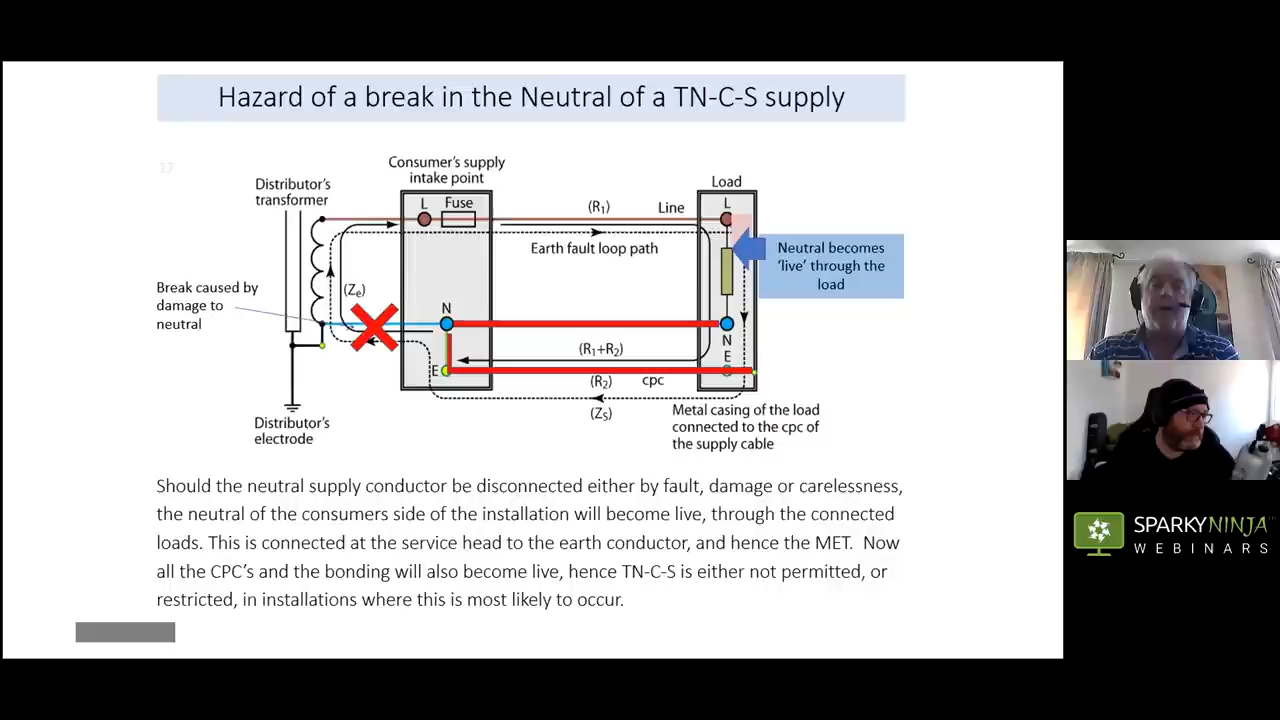 Hazard of a break in the Neutral of a TN-C-S supply
17
Consumer's supply
intake point
Distributor's
transformer
Load
L
Fuse
(R1)
Line
L
Earth fault loop path
Neutral becomes
'live' through the
load
Break caused by
damage to
neutral
(Ze)
N
N
(R1+R2)
E
E
(R2)
cpc
(ZS)
Distributor's
electrode
Metal casing of the load
connected to the cpc of
the supply cable
Should the neutral supply conductor be disconnected either by fault, damage or carelessness,
the neutral of the consumers side of the installation will become live, through the connected
loads. This is connected at the service head to the earth conductor, and hence the MET. Now
all the CPC's and the bonding will also become live, hence TN-C-S is either not permitted, or
restricted, in installations where this is most likely to occur.
SPARKYNINJA
WEBINARS